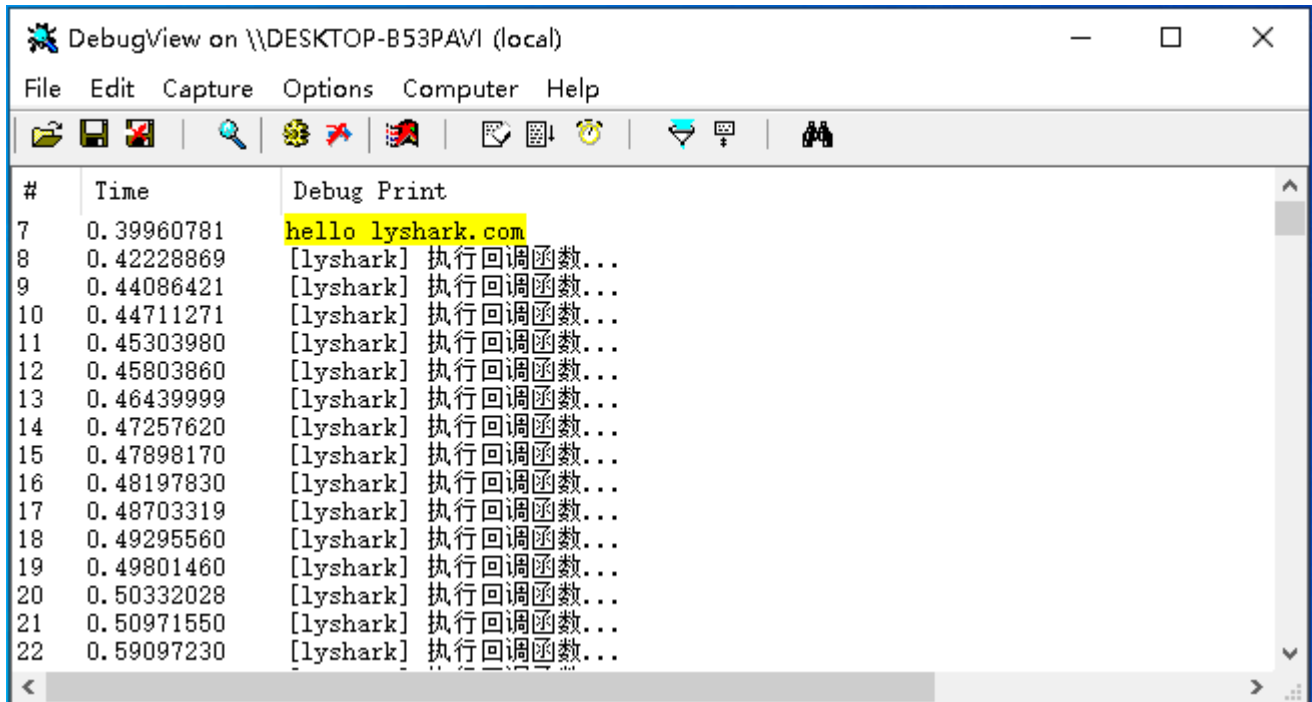 DebugView on \\DESKTOP-B53PAVI (local)
File Edit Capture Options Computer Help
# Time Debug Print
7 0.39960781 hello lyshark.com
8 0.42228869 [lyshark] 执行回调函数...
9 0.44086421 [lyshark] 执行回调函数...
10 0.44711271 [lyshark] 执行回调函数...
11 0.45303980 [lyshark] 执行回调函数...
12 0.45803860 [lyshark] 执行回调函数...
13 0.46439999 [lyshark] 执行回调函数...
14 0.47257620 [lyshark] 执行回调函数...
15 0.47898170 [lyshark] 执行回调函数...
16 0.48197830 [lyshark] 执行回调函数...
17 0.48703319 [lyshark] 执行回调函数...
18 0.49295560 [lyshark] 执行回调函数...
19 0.49801460 [lyshark] 执行回调函数...
20 0.50332028 [lyshark] 执行回调函数...
21 0.50971550 [lyshark] 执行回调函数...
22 0.59097230 [lyshark] 执行回调函数...